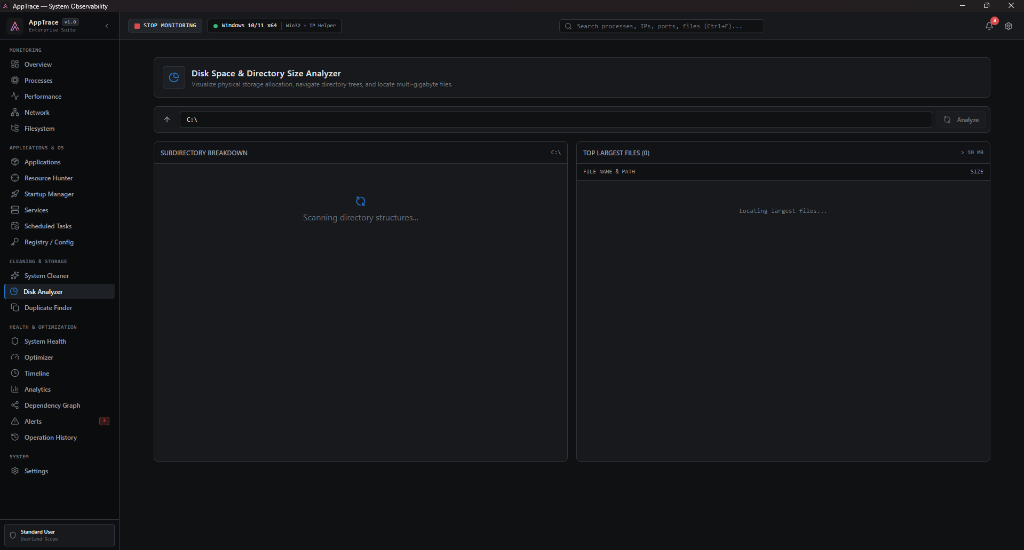 AppTrace — System Observability
AppTrace v1.0
Enterprise Suite
STOP MONITORING
Windows 10/11 x64
Search processes, IPs, ports, files (Ctrl+F)...
MONITORING
Overview
Processes
Performance
Network
Filesystem
APPLICATIONS & OS
Applications
Resource Hunter
Startup Manager
Services
Scheduled Tasks
Registry / Config
CLEANING & STORAGE
System Cleaner
Disk Analyzer
Duplicate Finder
HEALTH & OPTIMIZATION
System Health
Optimizer
Timeline
Analytics
Dependency Graph
Alerts
Operation History
SYSTEM
Settings
Standard User
Disk Space & Directory Size Analyzer
Visualize physical storage allocation, navigate directory trees, and locate multi-gigabyte files.
C:\
Analyze
SUBDIRECTORY BREAKDOWN
C:\
Scanning directory structures...
TOP LARGEST FILES (0)
> 10 MB
FILE NAME & PATH
SIZE
Locating largest files...